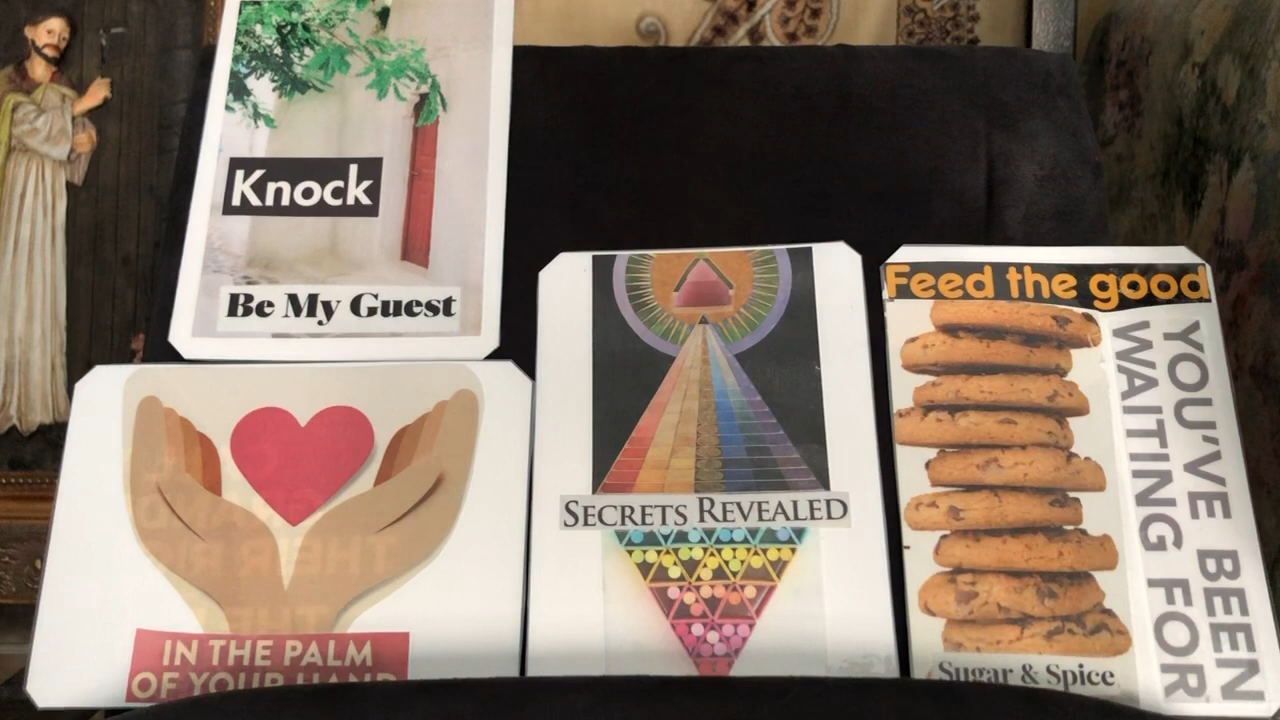 Knock
Be My Guest
IN THE PALM
OF YOUR HAND
SECRETS REVEALED
Feed the good
YOU'VE BEEN
WAITING FOR
Sugar & Spice